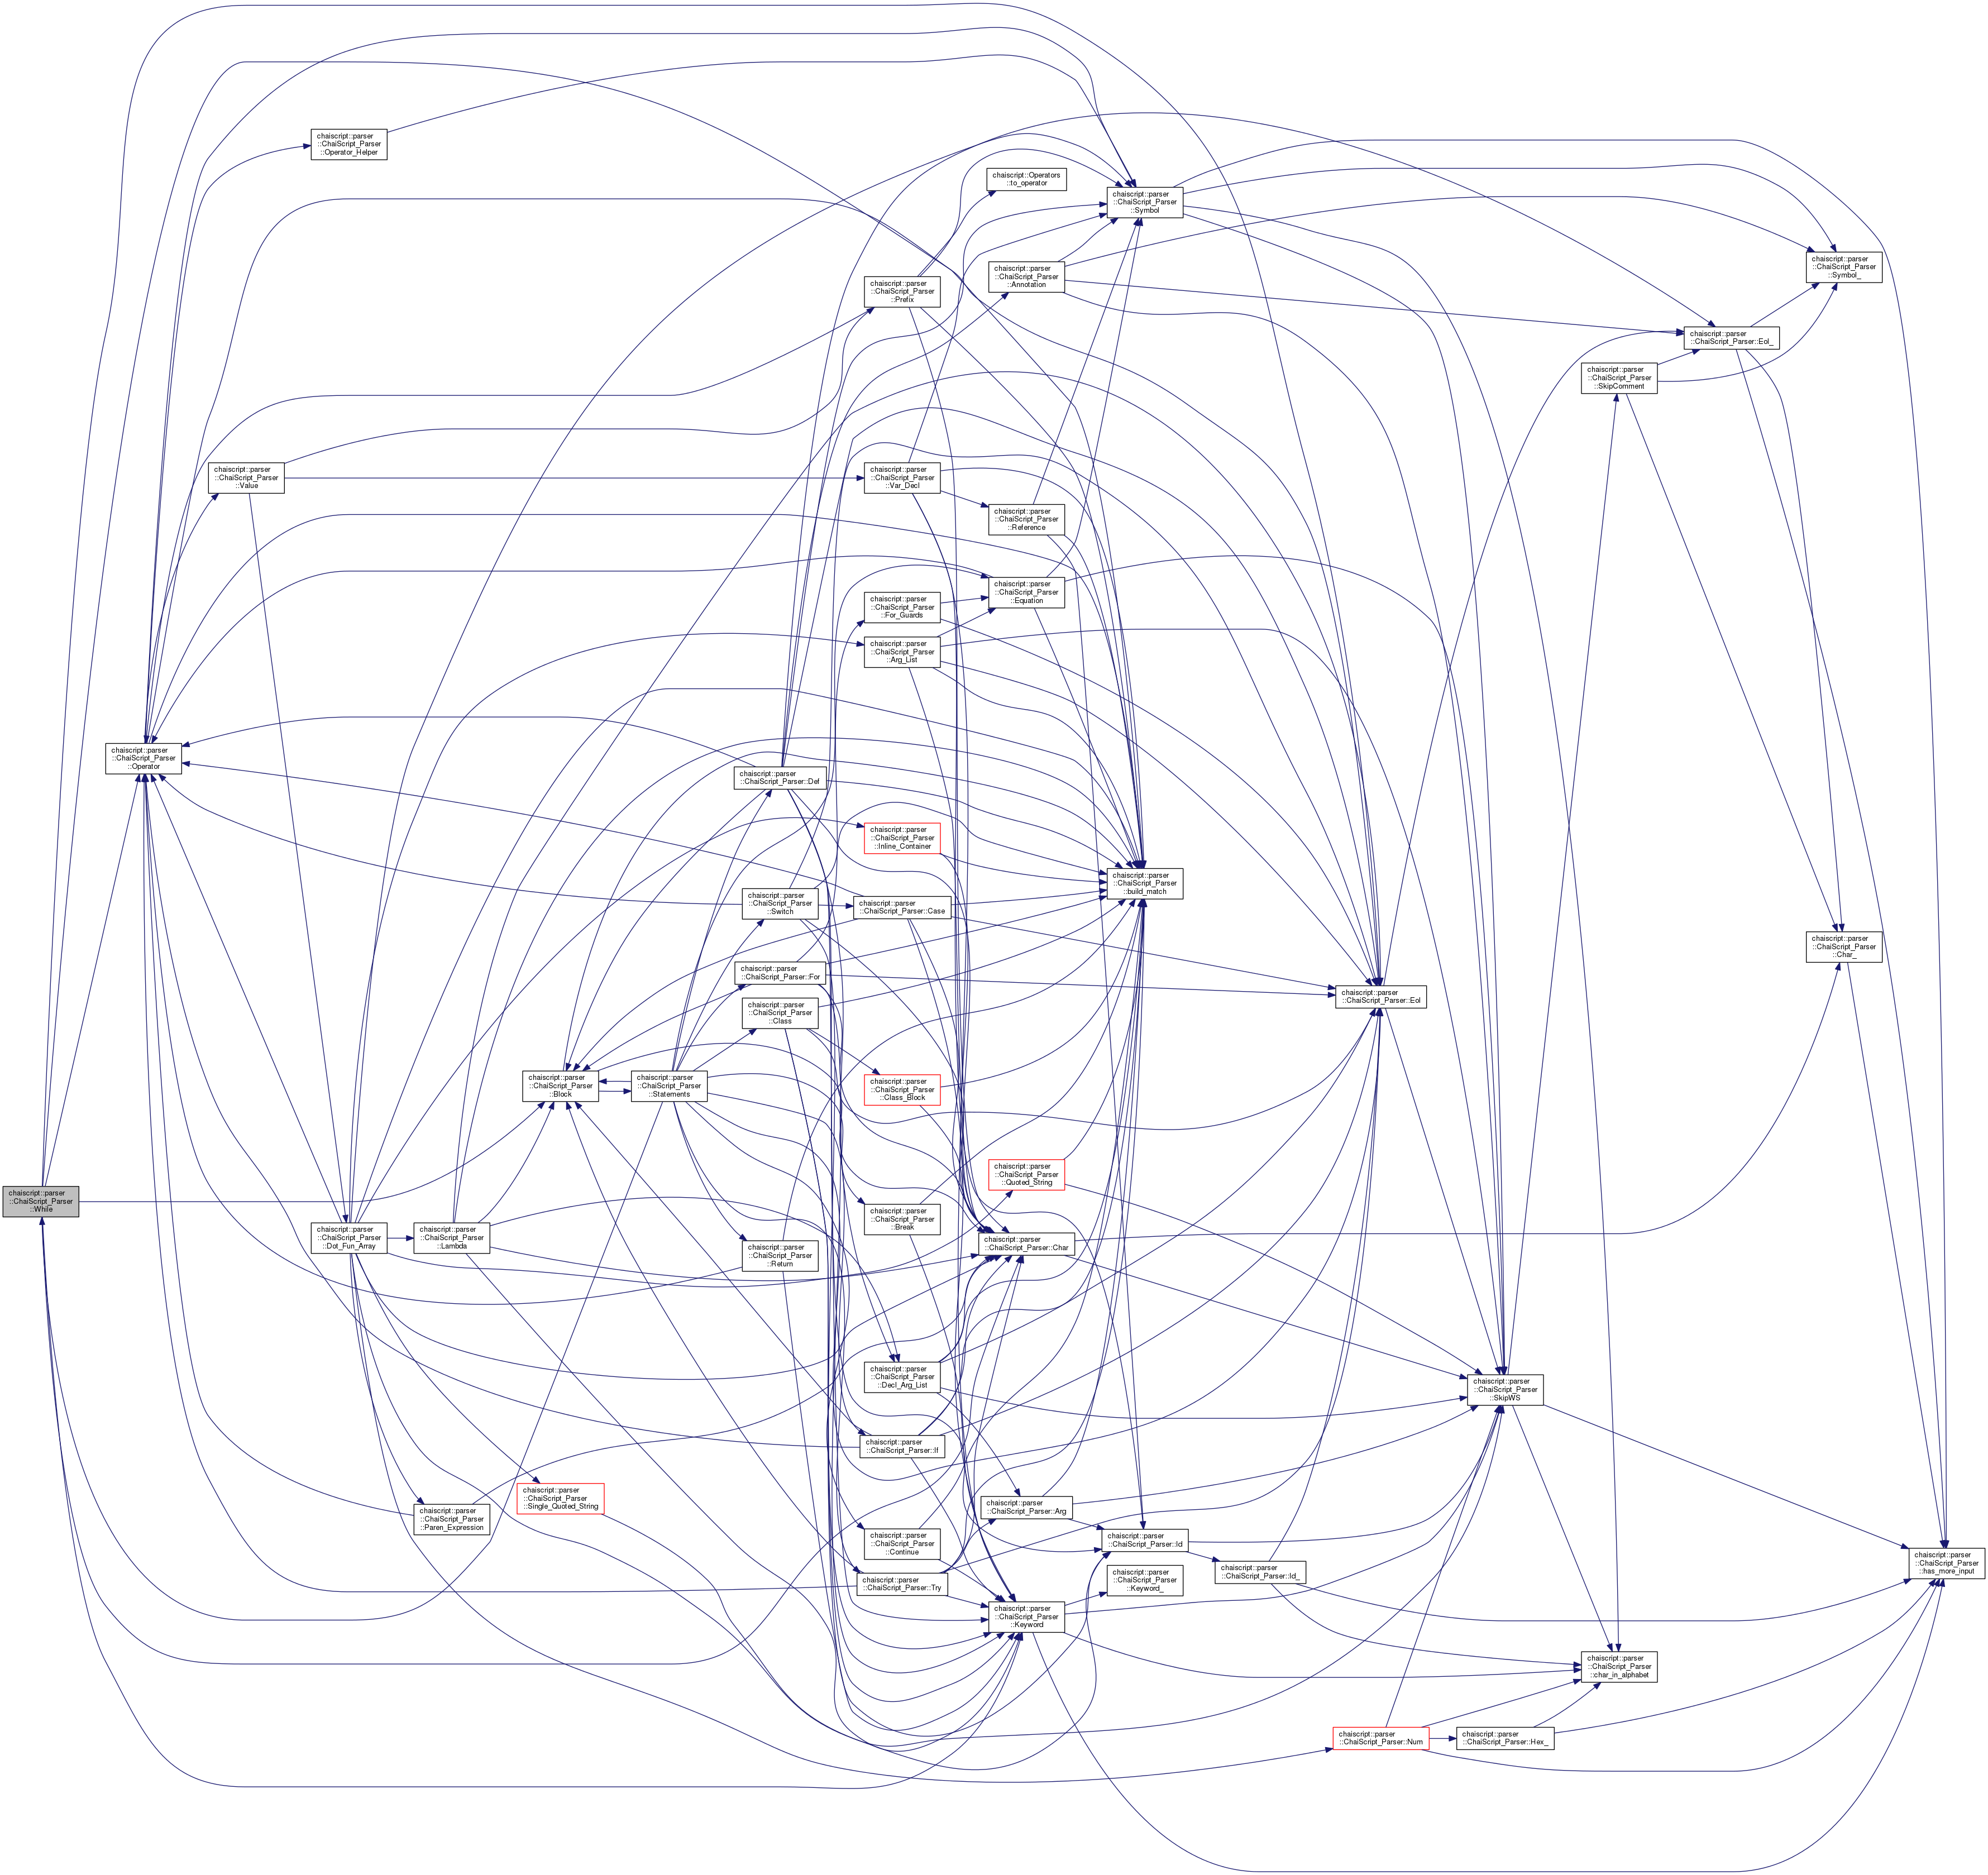 chaiscript::parser
::ChaiScript_Parser
::While
chaiscript::parser
::ChaiScript_Parser
::Operator
chaiscript::parser
::ChaiScript_Parser
::Value
chaiscript::parser
::ChaiScript_Parser
::Operator_Helper
chaiscript::parser
::ChaiScript_Parser
::Dot_Fun_Array
chaiscript::parser
::ChaiScript_Parser
::Lambda
chaiscript::parser
::ChaiScript_Parser
::Paren_Expression
chaiscript::parser
::ChaiScript_Parser
::Single_Quoted_String
chaiscript::parser
::ChaiScript_Parser
::Block
chaiscript::parser
::ChaiScript_Parser
::Statements
chaiscript::parser
::ChaiScript_Parser::Def
chaiscript::parser
::ChaiScript_Parser
::Switch
chaiscript::parser
::ChaiScript_Parser::For
chaiscript::parser
::ChaiScript_Parser
::Class
chaiscript::parser
::ChaiScript_Parser
::Return
chaiscript::parser
::ChaiScript_Parser
::Prefix
chaiscript::parser
::ChaiScript_Parser
::Var_Decl
chaiscript::parser
::ChaiScript_Parser
::For_Guards
chaiscript::parser
::ChaiScript_Parser
::Arg_List
chaiscript::parser
::ChaiScript_Parser
::Inline_Container
chaiscript::parser
::ChaiScript_Parser::Case
chaiscript::parser
::ChaiScript_Parser
::Class_Block
chaiscript::parser
::ChaiScript_Parser
::Break
chaiscript::parser
::ChaiScript_Parser
::Decl_Arg_List
chaiscript::parser
::ChaiScript_Parser::If
chaiscript::parser
::ChaiScript_Parser
::Continue
chaiscript::parser
::ChaiScript_Parser::Try
chaiscript::Operators
::to_operator
chaiscript::parser
::ChaiScript_Parser
::Annotation
chaiscript::parser
::ChaiScript_Parser
::Reference
chaiscript::parser
::ChaiScript_Parser
::Equation
chaiscript::parser
::ChaiScript_Parser
::Quoted_String
chaiscript::parser
::ChaiScript_Parser::Char
chaiscript::parser
::ChaiScript_Parser::Arg
chaiscript::parser
::ChaiScript_Parser
::Keyword
chaiscript::parser
::ChaiScript_Parser
::Symbol
chaiscript::parser
::ChaiScript_Parser
::build_match
chaiscript::parser
::ChaiScript_Parser::Id
chaiscript::parser
::ChaiScript_Parser
::Keyword_
chaiscript::parser
::ChaiScript_Parser::Id_
chaiscript::parser
::ChaiScript_Parser::Eol
chaiscript::parser
::ChaiScript_Parser::Num
chaiscript::parser
::ChaiScript_Parser
::SkipWS
chaiscript::parser
::ChaiScript_Parser::Hex_
chaiscript::parser
::ChaiScript_Parser
::SkipComment
chaiscript::parser
::ChaiScript_Parser
::char_in_alphabet
chaiscript::parser
::ChaiScript_Parser::Eol_
chaiscript::parser
::ChaiScript_Parser
::Symbol_
chaiscript::parser
::ChaiScript_Parser
::Char_
chaiscript::parser
::ChaiScript_Parser
::has_more_input